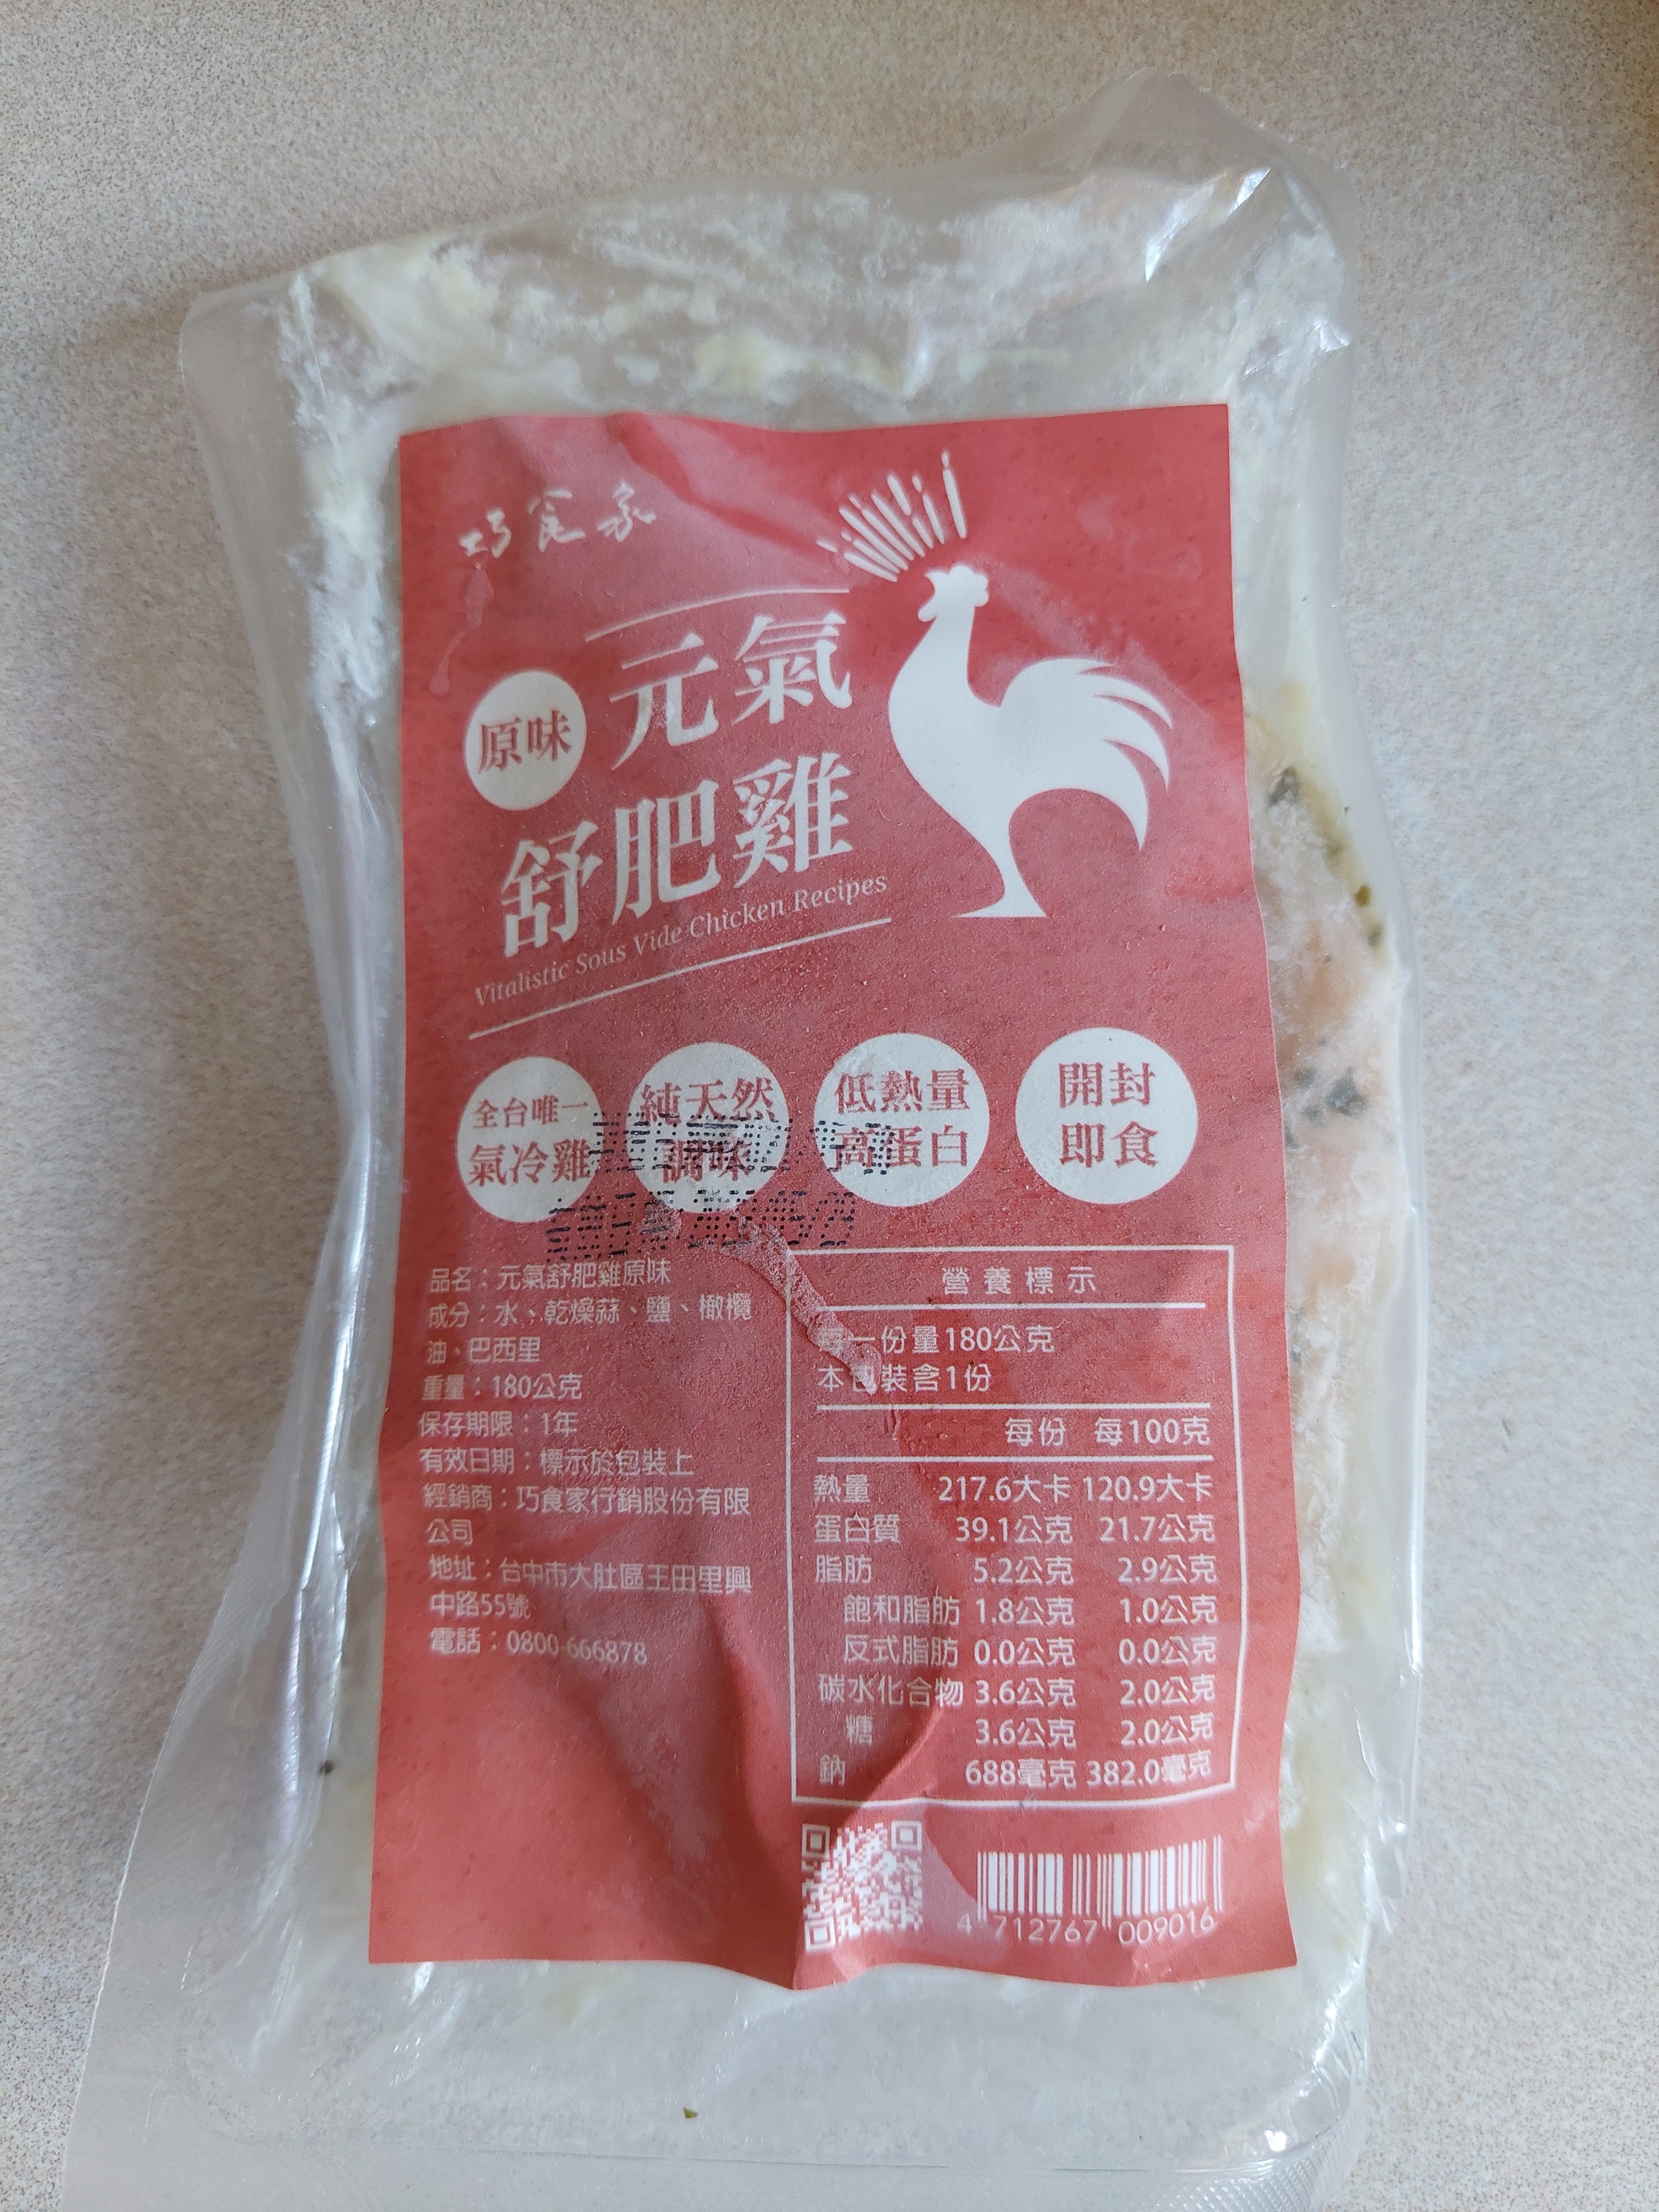 巧食家
原味
元氣
舒肥雞
Vitalistic Sous Vide Chicken Recipes
全台唯一
氣冷雞
純天然
調味
低熱量
高蛋白
開封
即食
品名：元氣舒肥雞原味
成分：水、乾燥蒜、鹽、橄欖
油、巴西里
重量：180公克
保存期限：1年
有效日期：標示於包裝上
經銷商：巧食家行銷股份有限
公司
地址：台中市大肚區王田里興
中路55號
電話：0800-666878
營養標示
每一份量180公克
本包裝含1份
每份 每100克
熱量 217.6大卡 120.9大卡
蛋白質 39.1公克 21.7公克
脂肪 5.2公克 2.9公克
飽和脂肪 1.8公克 1.0公克
反式脂肪 0.0公克 0.0公克
碳水化合物 3.6公克 2.0公克
糖 3.6公克 2.0公克
鈉 688毫克 382.0毫克
4 712767 009016